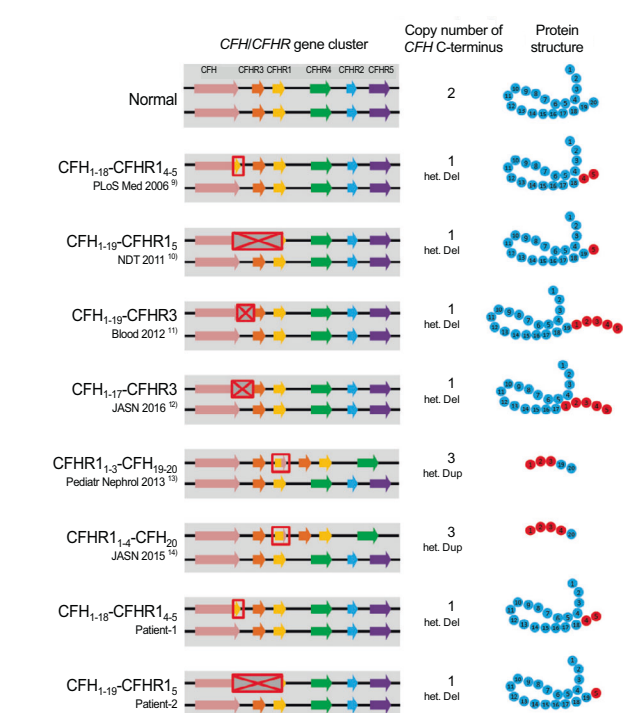 CFH/CFHR gene cluster
Copy number of
CFH C-terminus
Protein
structure
CFH CFHR3 CFHR1 CFHR4 CFHR2 CFHR5
Normal
2
CFH1-18-CFHR14-5
PLoS Med 2006 9)
1
het. Del
CFH1-19-CFHR15
NDT 2011 10)
1
het. Del
CFH1-19-CFHR3
Blood 2012 11)
1
het. Del
CFH1-17-CFHR3
JASN 2016 12)
1
het. Del
CFHR11-3-CFH19-20
Pediatr Nephrol 2013 13)
3
het. Dup
CFHR11-4-CFH20
JASN 2015 14)
3
het. Dup
CFH1-18-CFHR14-5
Patient-1
1
het. Del
CFH1-19-CFHR15
Patient-2
1
het. Del